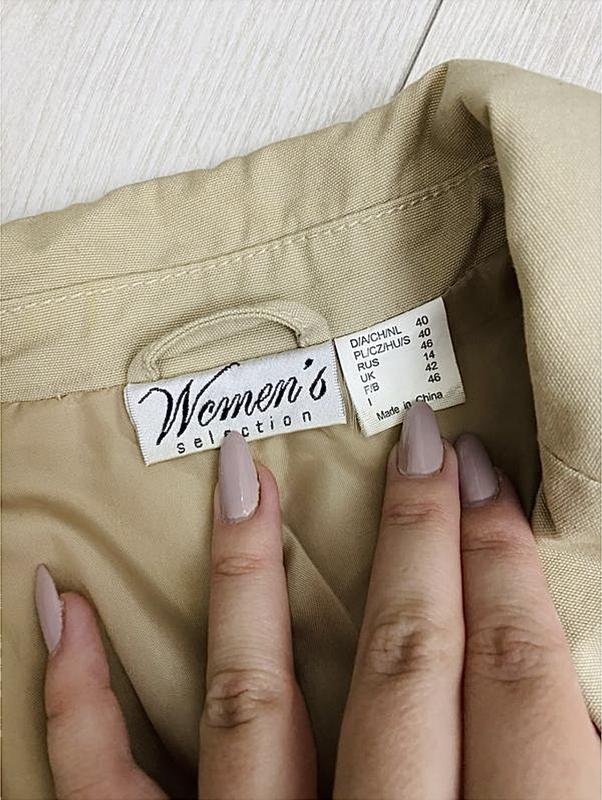 Women's
selection
D/A/CH/NL 40
PL/CZ/HU/S 40
RUS 46
UK 14
F/B 42
I 46
Made in China